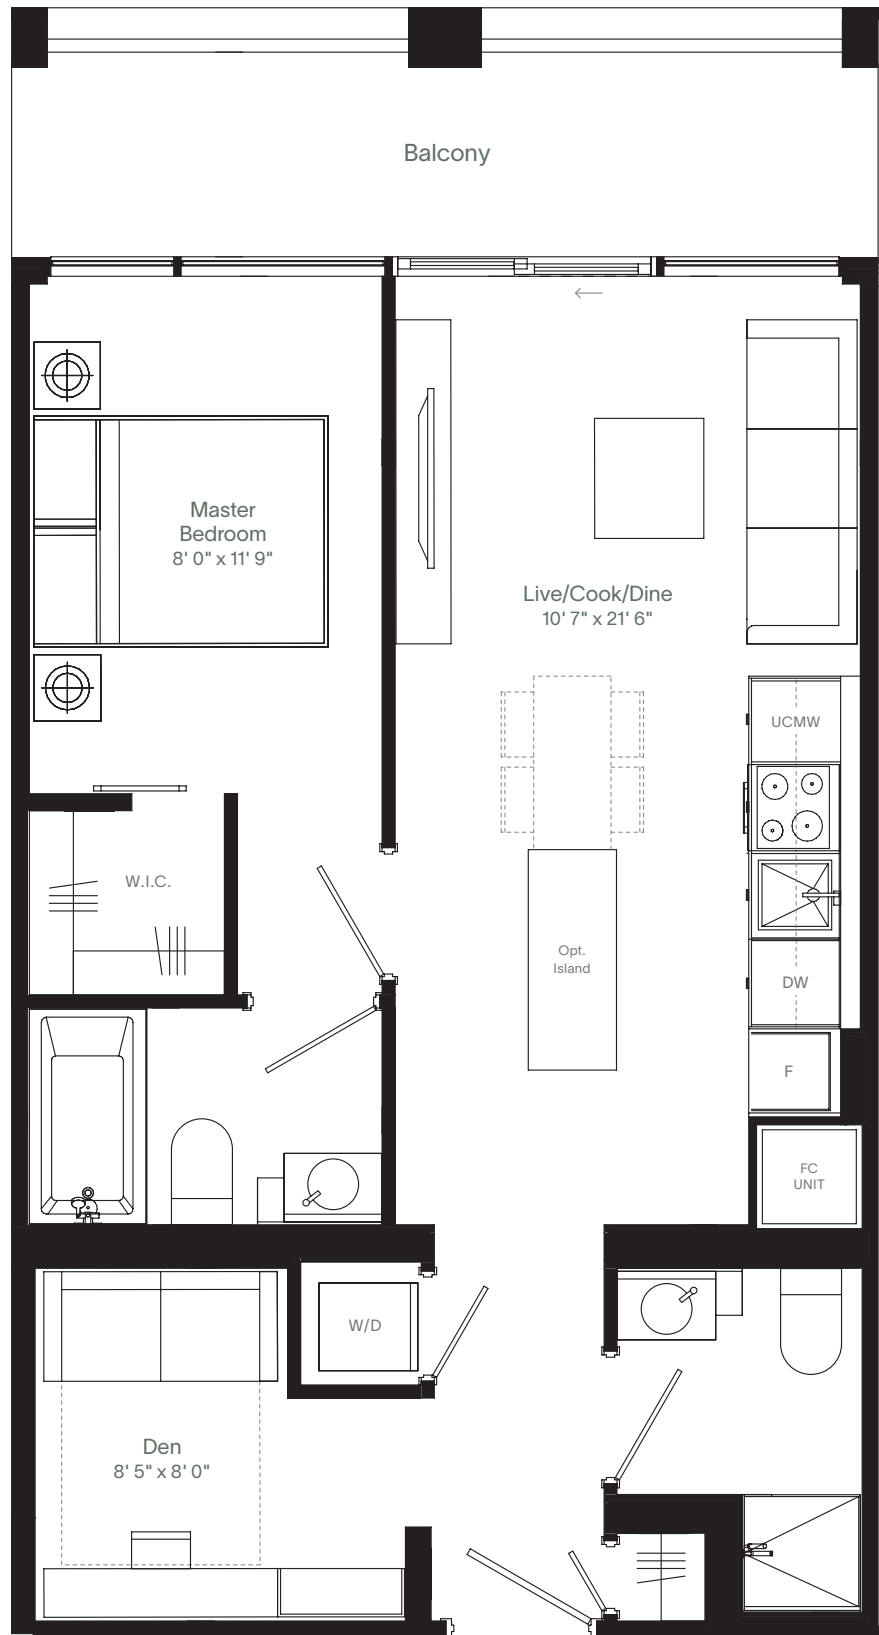 Balcony
Master
Bedroom
8' 0" x 11' 9"
Live/Cook/Dine
10' 7" x 21' 6"
UCMW
W.I.C.
Opt.
Island
DW
F
FC
UNIT
W/D
Den
8' 5" x 8' 0"